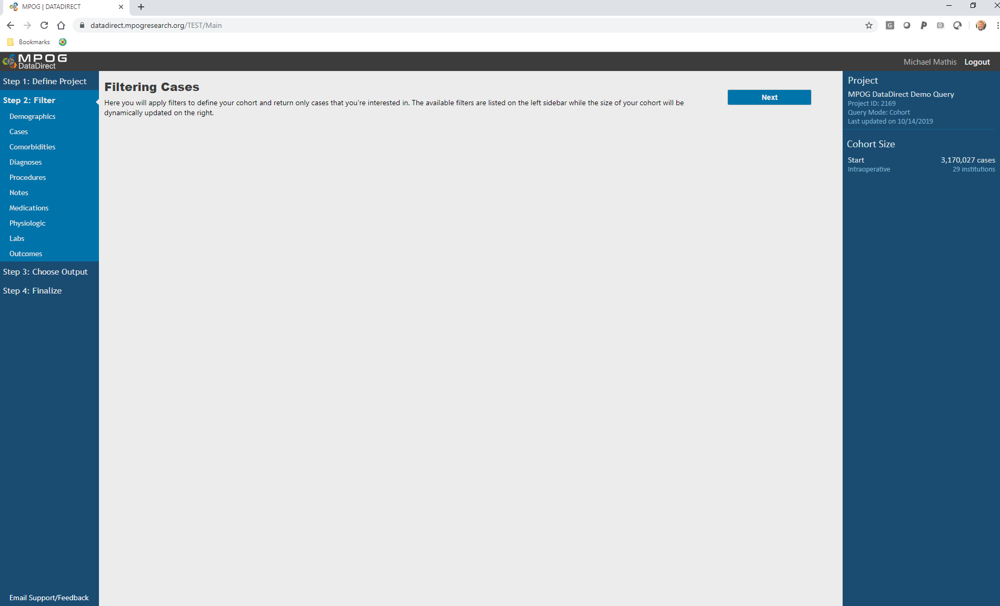 MPOG | DATADIRECT
datadirect.mpogresearch.org/TEST/Main
Bookmarks
MPOG
DataDirect
Michael Mathis Logout
Step 1: Define Project
Step 2: Filter
Demographics
Cases
Comorbidities
Diagnoses
Procedures
Notes
Medications
Physiologic
Labs
Outcomes
Step 3: Choose Output
Step 4: Finalize
Email Support/Feedback
Filtering Cases
Here you will apply filters to define your cohort and return only cases that you're interested in. The available filters are listed on the left sidebar while the size of your cohort will be
dynamically updated on the right.
Next
Project
MPOG DataDirect Demo Query
Project ID: 2169
Query Mode: Cohort
Last updated on 10/14/2019
Cohort Size
Start 3,170,027 cases
Intraoperative 29 institutions